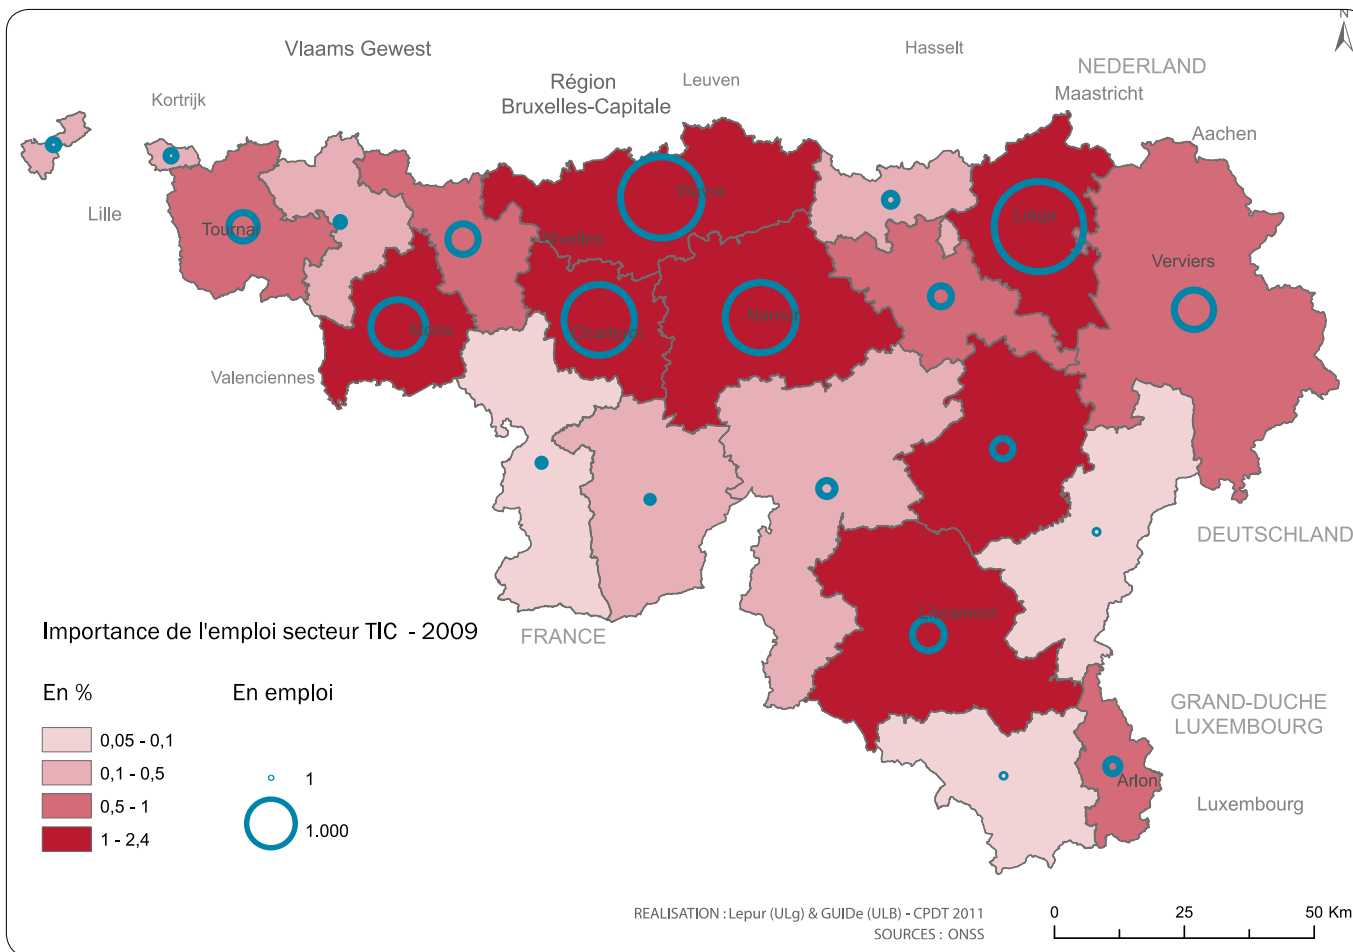 N
Vlaams Gewest
Hasselt
NEDERLAND
Maastricht
Leuven
Région
Bruxelles-Capitale
Kortrijk
Aachen
Lille
Tournai
Wavre
Nivelles
Liège
Verviers
Mons
Charleroi
Namur
Valenciennes
DEUTSCHLAND
Libramont
FRANCE
GRAND-DUCHE
LUXEMBOURG
Arlon
Luxembourg
Importance de l'emploi secteur TIC - 2009
En %
En emploi
0,05 - 0,1
0,1 - 0,5
0,5 - 1
1 - 2,4
1
1.000
REALISATION : Lepur (ULg) & GUIDe (ULB) - CPDT 2011
SOURCES : ONSS
0 25 50 Km